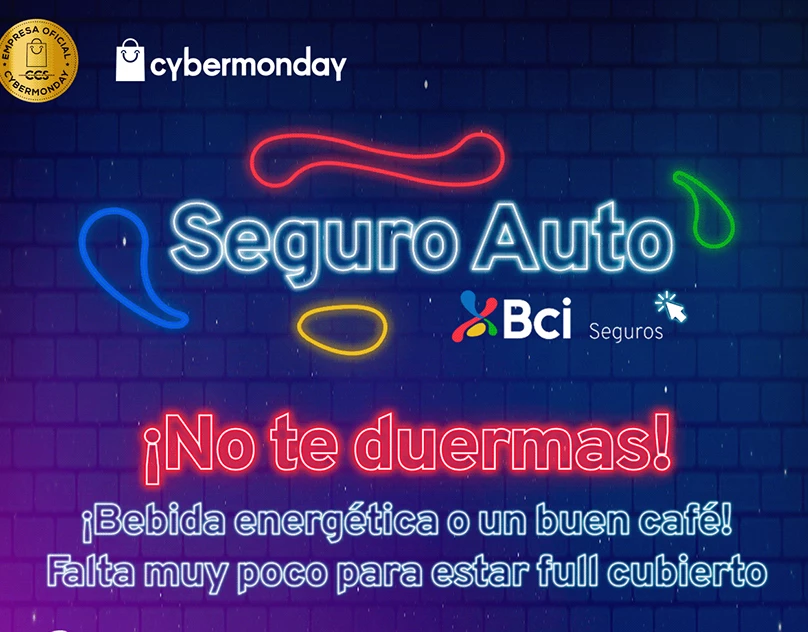 EMPRESA OFICIAL
CCS
CYBERMONDAY
cybermonday
Seguro Auto
Bci Seguros
¡No te duermas!
¡Bebida energética o un buen café!
Falta muy poco para estar full cubierto